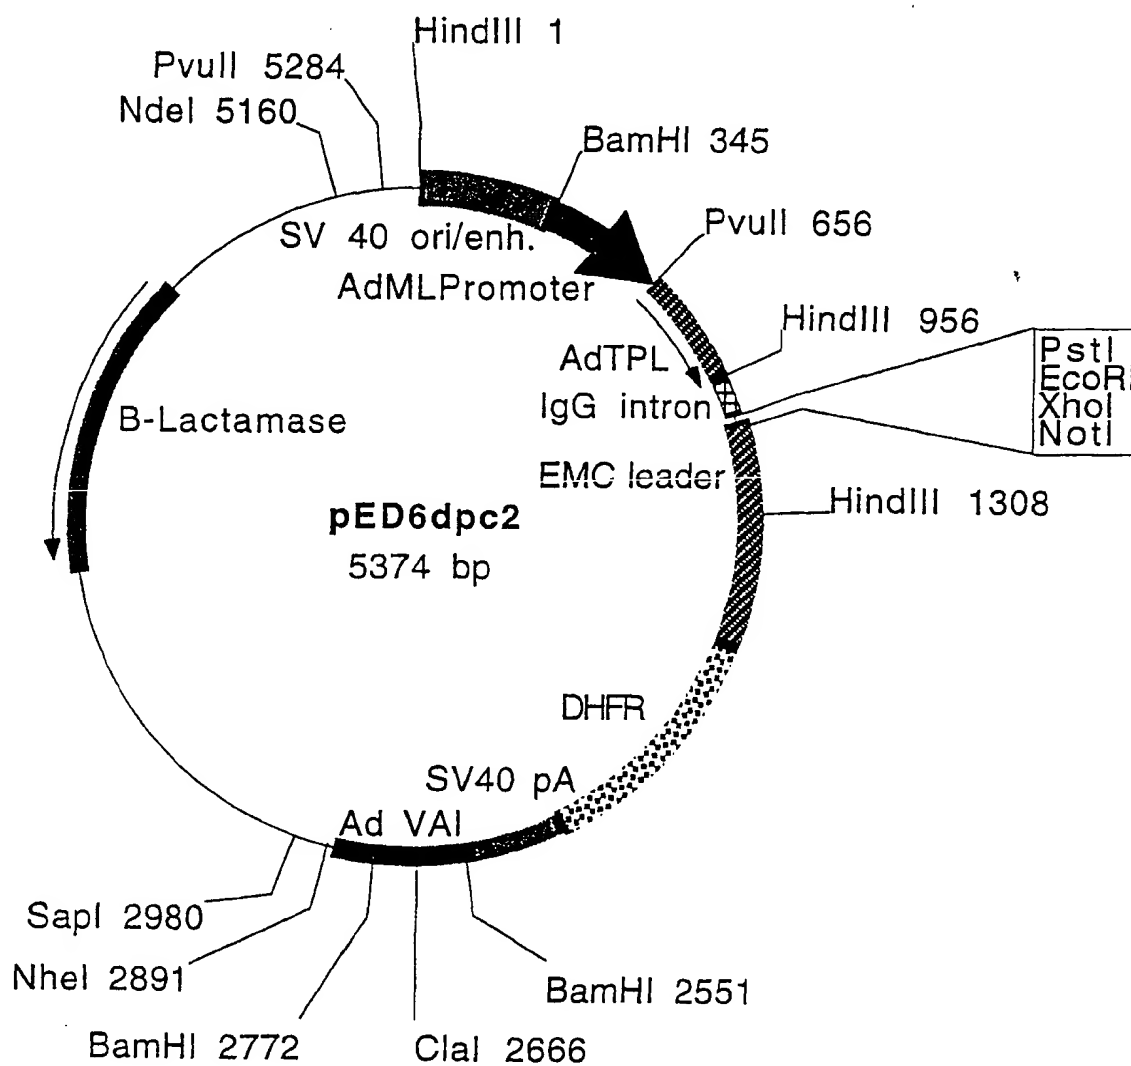 HindIII 1
PvuII 5284
NdeI 5160
BamHI 345
PvuII 656
SV 40 ori/enh.
AdMLPromoter
HindIII 956
PstI
EcoRI
XhoI
NotI
AdTPL
IgG intron
B-Lactamase
EMC leader
HindIII 1308
pED6dpc2
5374 bp
DHFR
SV40 pA
Ad VAI
SapI 2980
NheI 2891
BamHI 2551
BamHI 2772
ClaI 2666